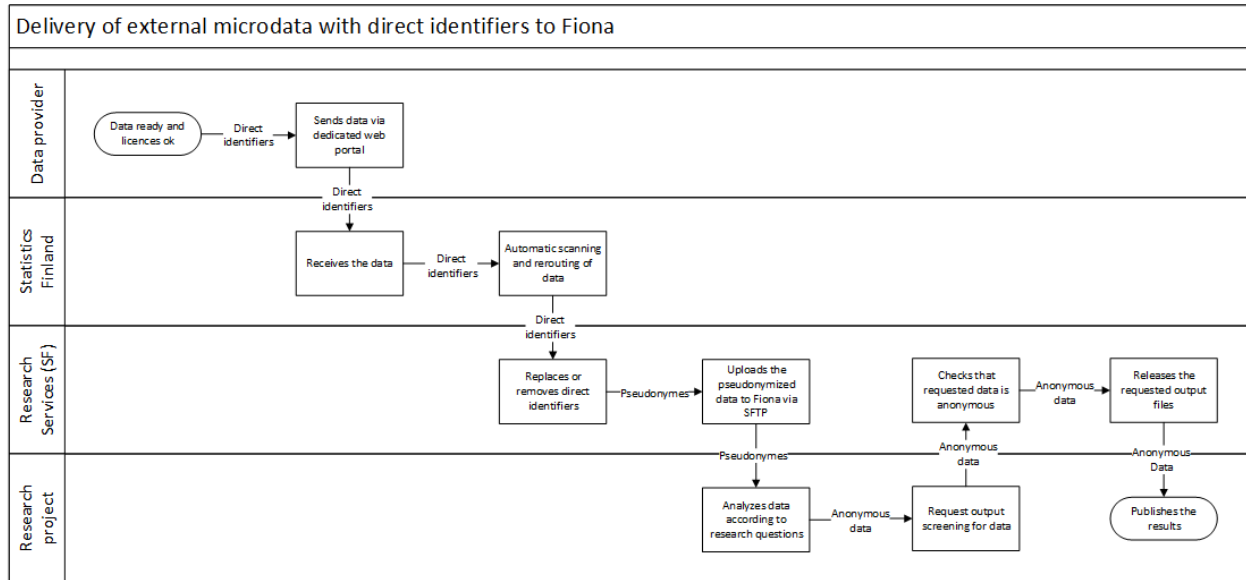 Delivery of external microdata with direct identifiers to Fiona
Data provider
Data ready and
licences ok
Direct
identifiers
Sends data via
dedicated web
portal
Direct
identifiers
Statistics
Finland
Receives the data
Direct
identifiers
Automatic scanning
and rerouting of
data
Direct
identifiers
Research
Services (SF)
Replaces or
removes direct
identifiers
Pseudonymes
Uploads the
pseudonymized
data to Fiona via
SFTP
Checks that
requested data is
anonymous
Anonymous
data
Releases the
requested output
files
Pseudonymes
Anonymous
data
Anonymous
Data
Research
project
Analyzes data
according to
research questions
Anonymous
data
Request output
screening for data
Publishes the
results